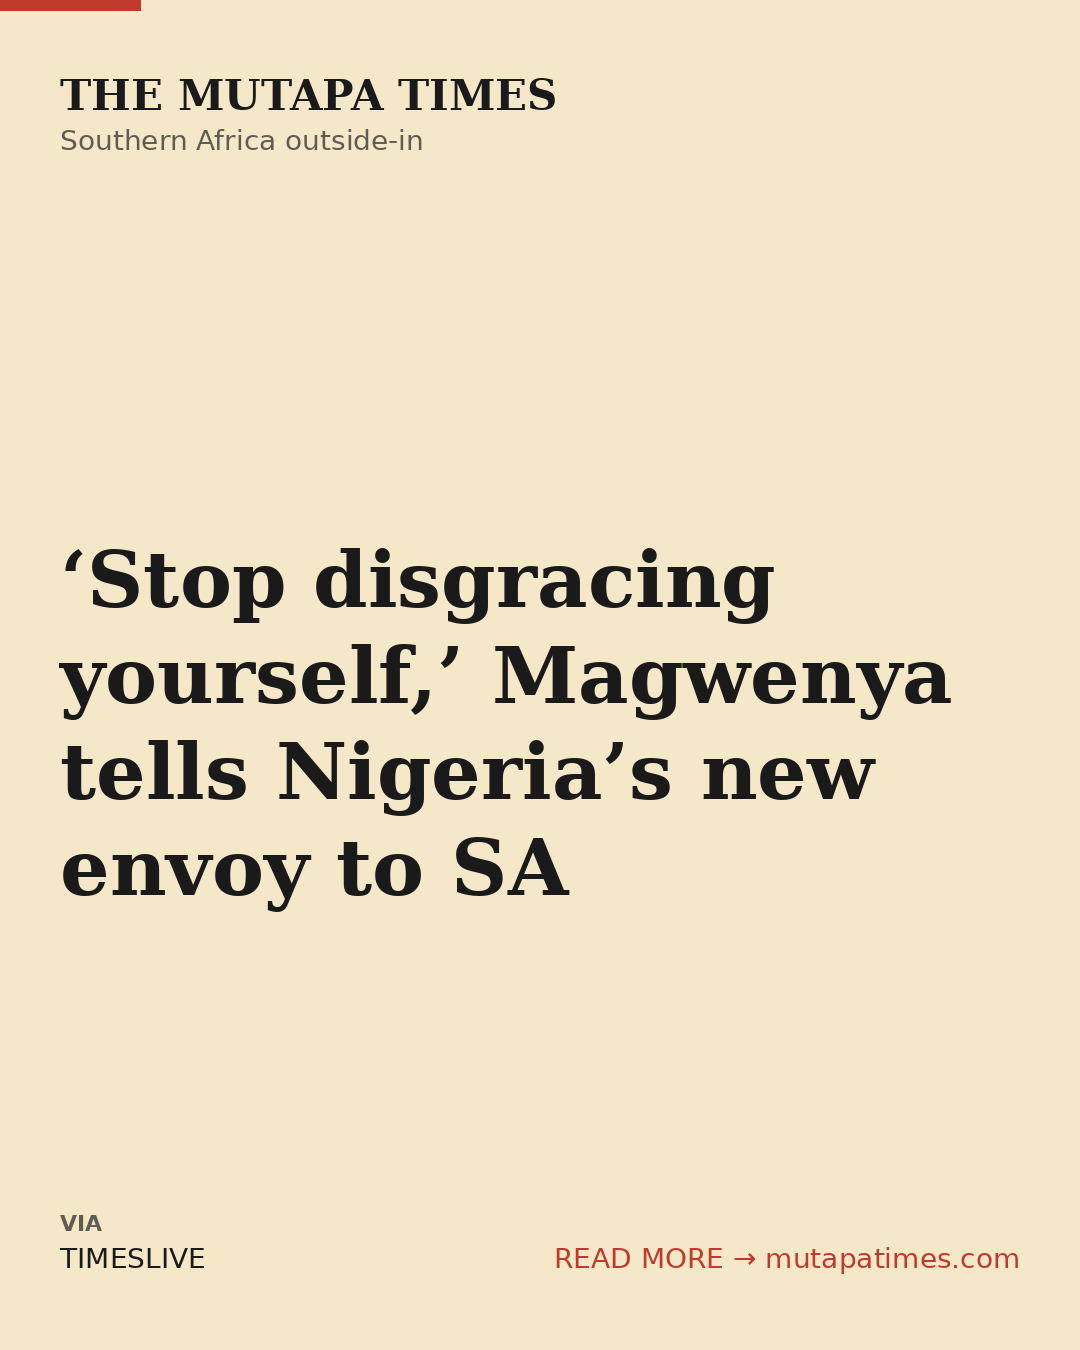 THE MUTAPA TIMES
Southern Africa outside-in
‘Stop disgracing
yourself,’ Magwenya
tells Nigeria’s new
envoy to SA
VIA
TIMESLIVE
READ MORE → mutapatimes.com